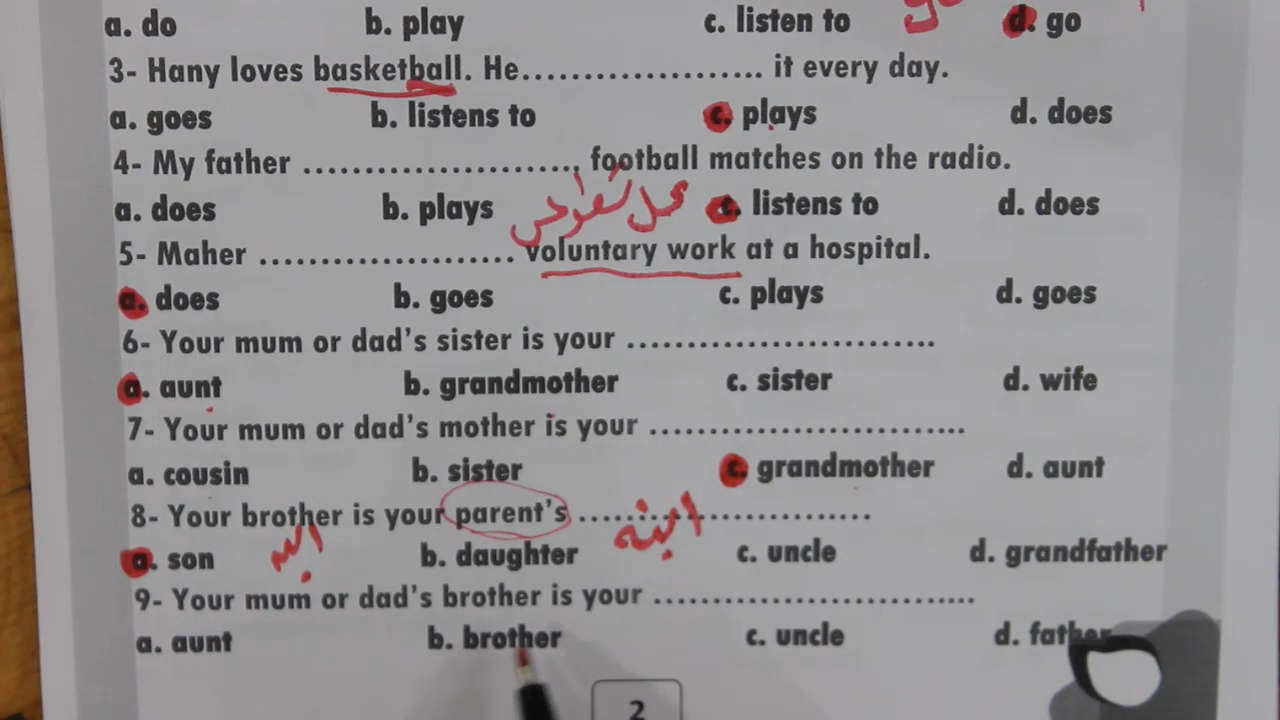 a. do b. play c. listen to d. go
3- Hany loves basketball. He.................... it every day.
a. goes b. listens to c. plays d. does
4- My father ......................, football matches on the radio.
a. does b. plays c. listens to d. does
عمل تطوعى
5- Maher ..................... voluntary work at a hospital.
a. does b. goes c. plays d. goes
6- Your mum or dad's sister is your .........................
a. aunt b. grandmother c. sister d. wife
7- Your mum or dad's mother is your ..........................
a. cousin b. sister c. grandmother d. aunt
8- Your brother is your parent's ........................
a. son ابن b. daughter ابنه c. uncle d. grandfather
9- Your mum or dad's brother is your ..........................
a. aunt b. brother c. uncle d. father
2